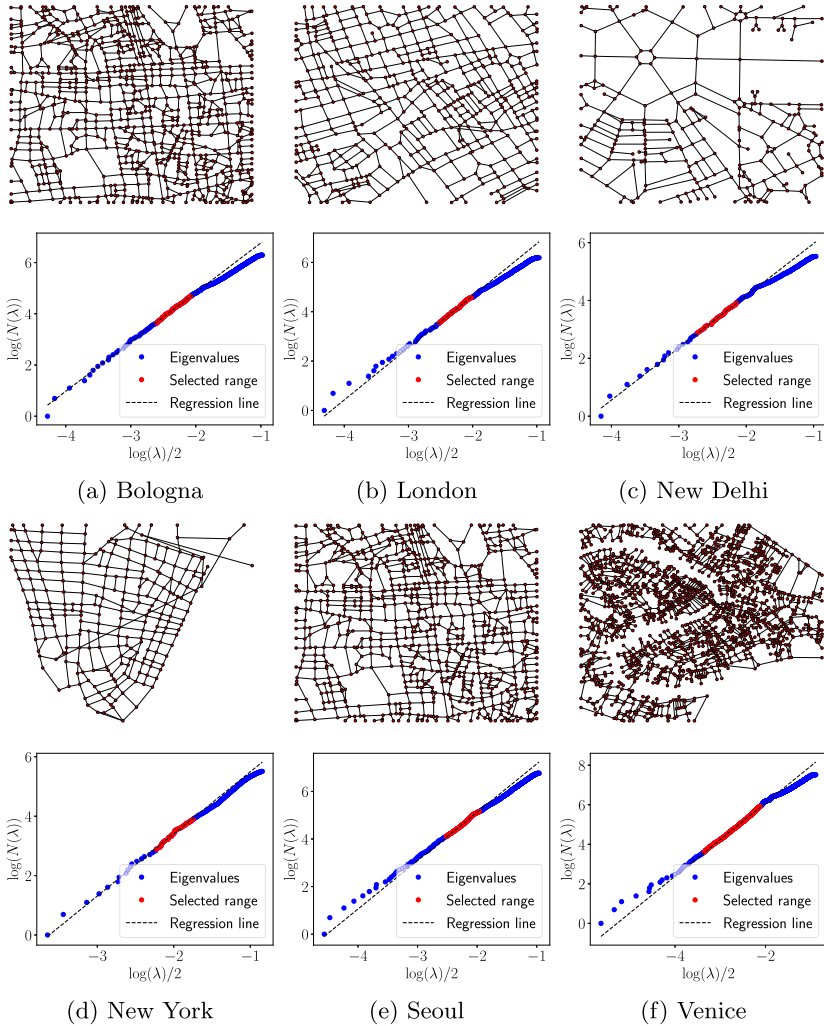 6
4
2
0
log(N(λ))
Eigenvalues
Selected range
Regression line
−4
−3
−2
−1
log(λ)/2
(a) Bologna
6
4
2
0
log(N(λ))
Eigenvalues
Selected range
Regression line
−4
−3
−2
−1
log(λ)/2
(b) London
6
4
2
0
log(N(λ))
Eigenvalues
Selected range
Regression line
−4
−3
−2
−1
log(λ)/2
(c) New Delhi
6
4
2
0
log(N(λ))
Eigenvalues
Selected range
Regression line
−3
−2
−1
log(λ)/2
(d) New York
6
4
2
0
log(N(λ))
Eigenvalues
Selected range
Regression line
−4
−3
−2
−1
log(λ)/2
(e) Seoul
8
6
4
2
0
log(N(λ))
Eigenvalues
Selected range
Regression line
−4
−2
log(λ)/2
(f) Venice